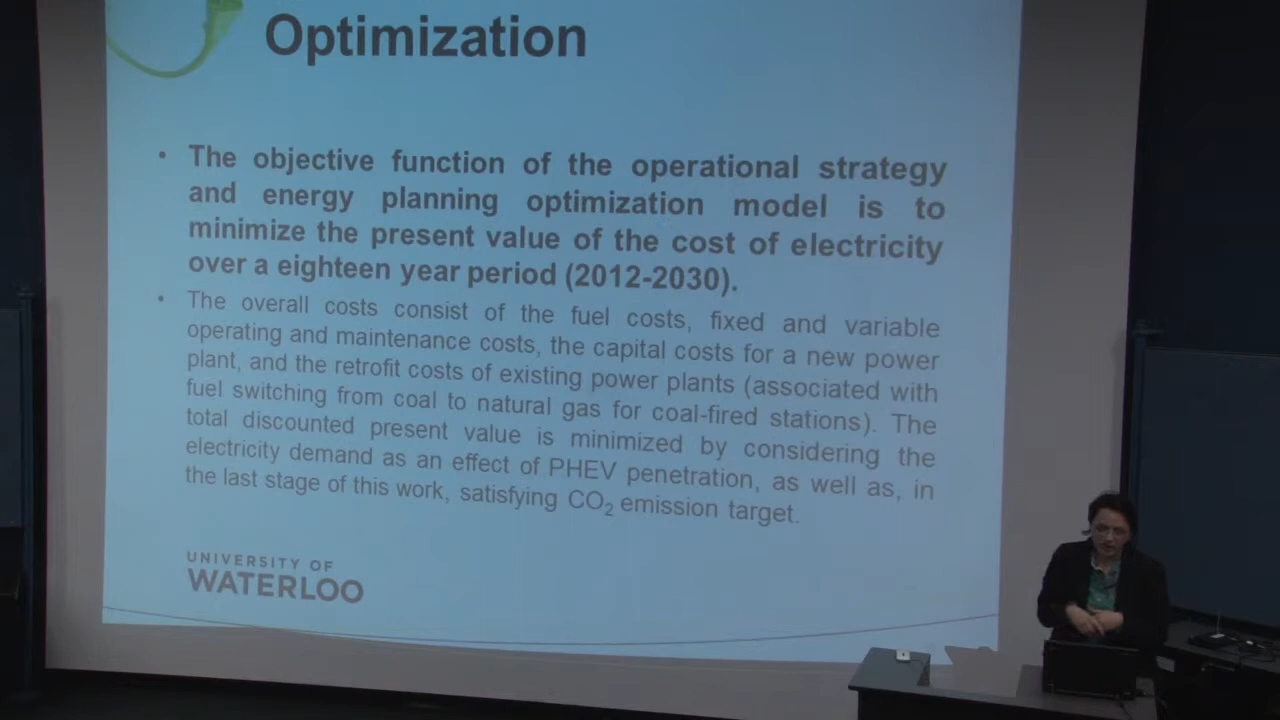 Optimization
• The objective function of the operational strategy
and energy planning optimization model is to
minimize the present value of the cost of electricity
over a eighteen year period (2012-2030).
• The overall costs consist of the fuel costs, fixed and variable
operating and maintenance costs, the capital costs for a new power
plant, and the retrofit costs of existing power plants (associated with
fuel switching from coal to natural gas for coal-fired stations). The
total discounted present value is minimized by considering the
electricity demand as an effect of PHEV penetration, as well as, in
the last stage of this work, satisfying CO₂ emission target.
UNIVERSITY OF
WATERLOO